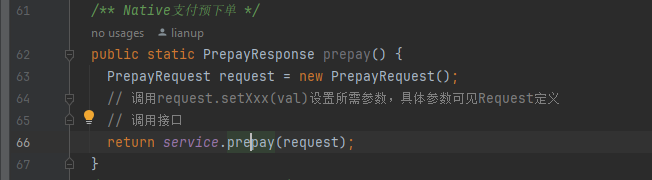 61 /** Native支付预下单 */
no usages lianup
62 public static PrepayResponse prepay() {
63 PrepayRequest request = new PrepayRequest();
64 // 调用request.setXxx(val)设置所需参数，具体参数可见Request定义
65 // 调用接口
66 return service.prepay(request);
67 }